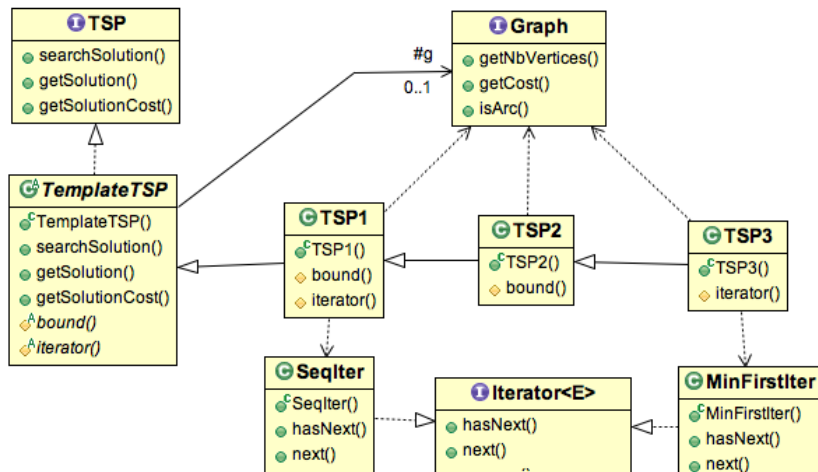 TSP
searchSolution()
getSolution()
getSolutionCost()
Graph
getNbVertices()
getCost()
isArc()
#g
0..1
TemplateTSP
TemplateTSP()
searchSolution()
getSolution()
getSolutionCost()
bound()
iterator()
TSP1
TSP1()
bound()
iterator()
TSP2
TSP2()
bound()
TSP3
TSP3()
iterator()
SeqIter
SeqIter()
hasNext()
next()
Iterator<E>
hasNext()
next()
MinFirstIter
MinFirstIter()
hasNext()
next()